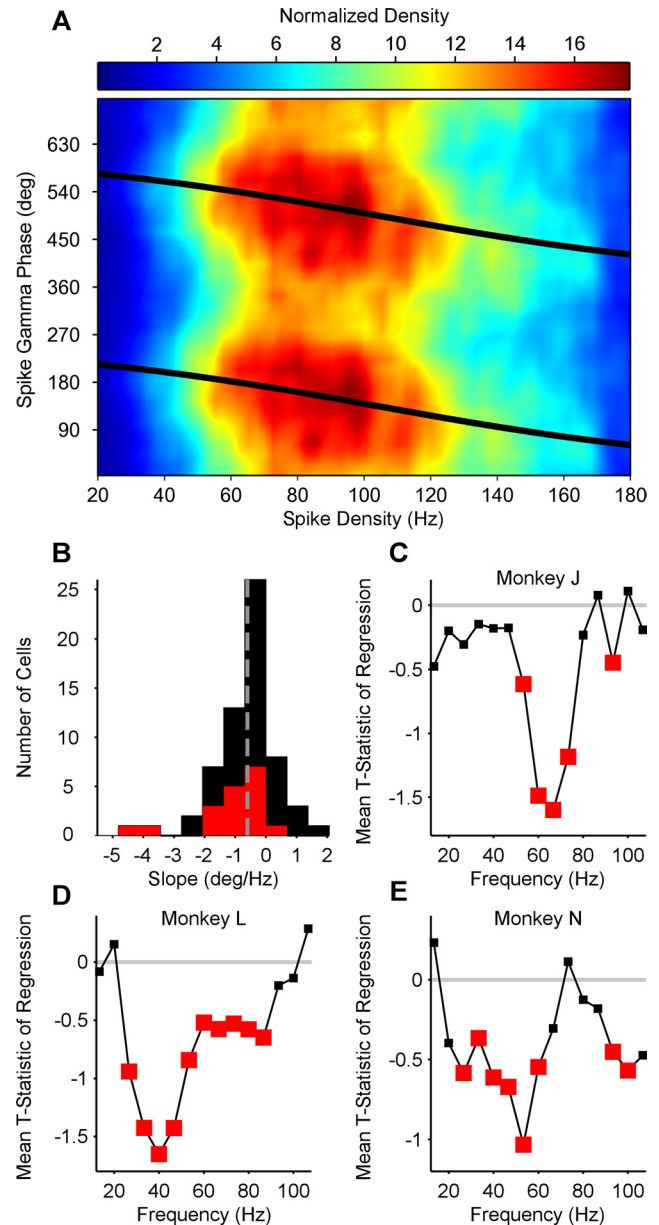 A
Normalized Density
2 4 6 8 10 12 14 16
Spike Gamma Phase (deg)
630
540
450
360
270
180
90
20 40 60 80 100 120 140 160 180
Spike Density (Hz)
B
Number of Cells
25
20
15
10
5
0
-5 -4 -3 -2 -1 0 1 2
Slope (deg/Hz)
C
Monkey J
Mean T-Statistic of Regression
0
-0.5
-1
-1.5
20 40 60 80 100
Frequency (Hz)
D
Monkey L
Mean T-Statistic of Regression
0
-0.5
-1
-1.5
20 40 60 80 100
Frequency (Hz)
E
Monkey N
Mean T-Statistic of Regression
0
-0.5
-1
20 40 60 80 100
Frequency (Hz)